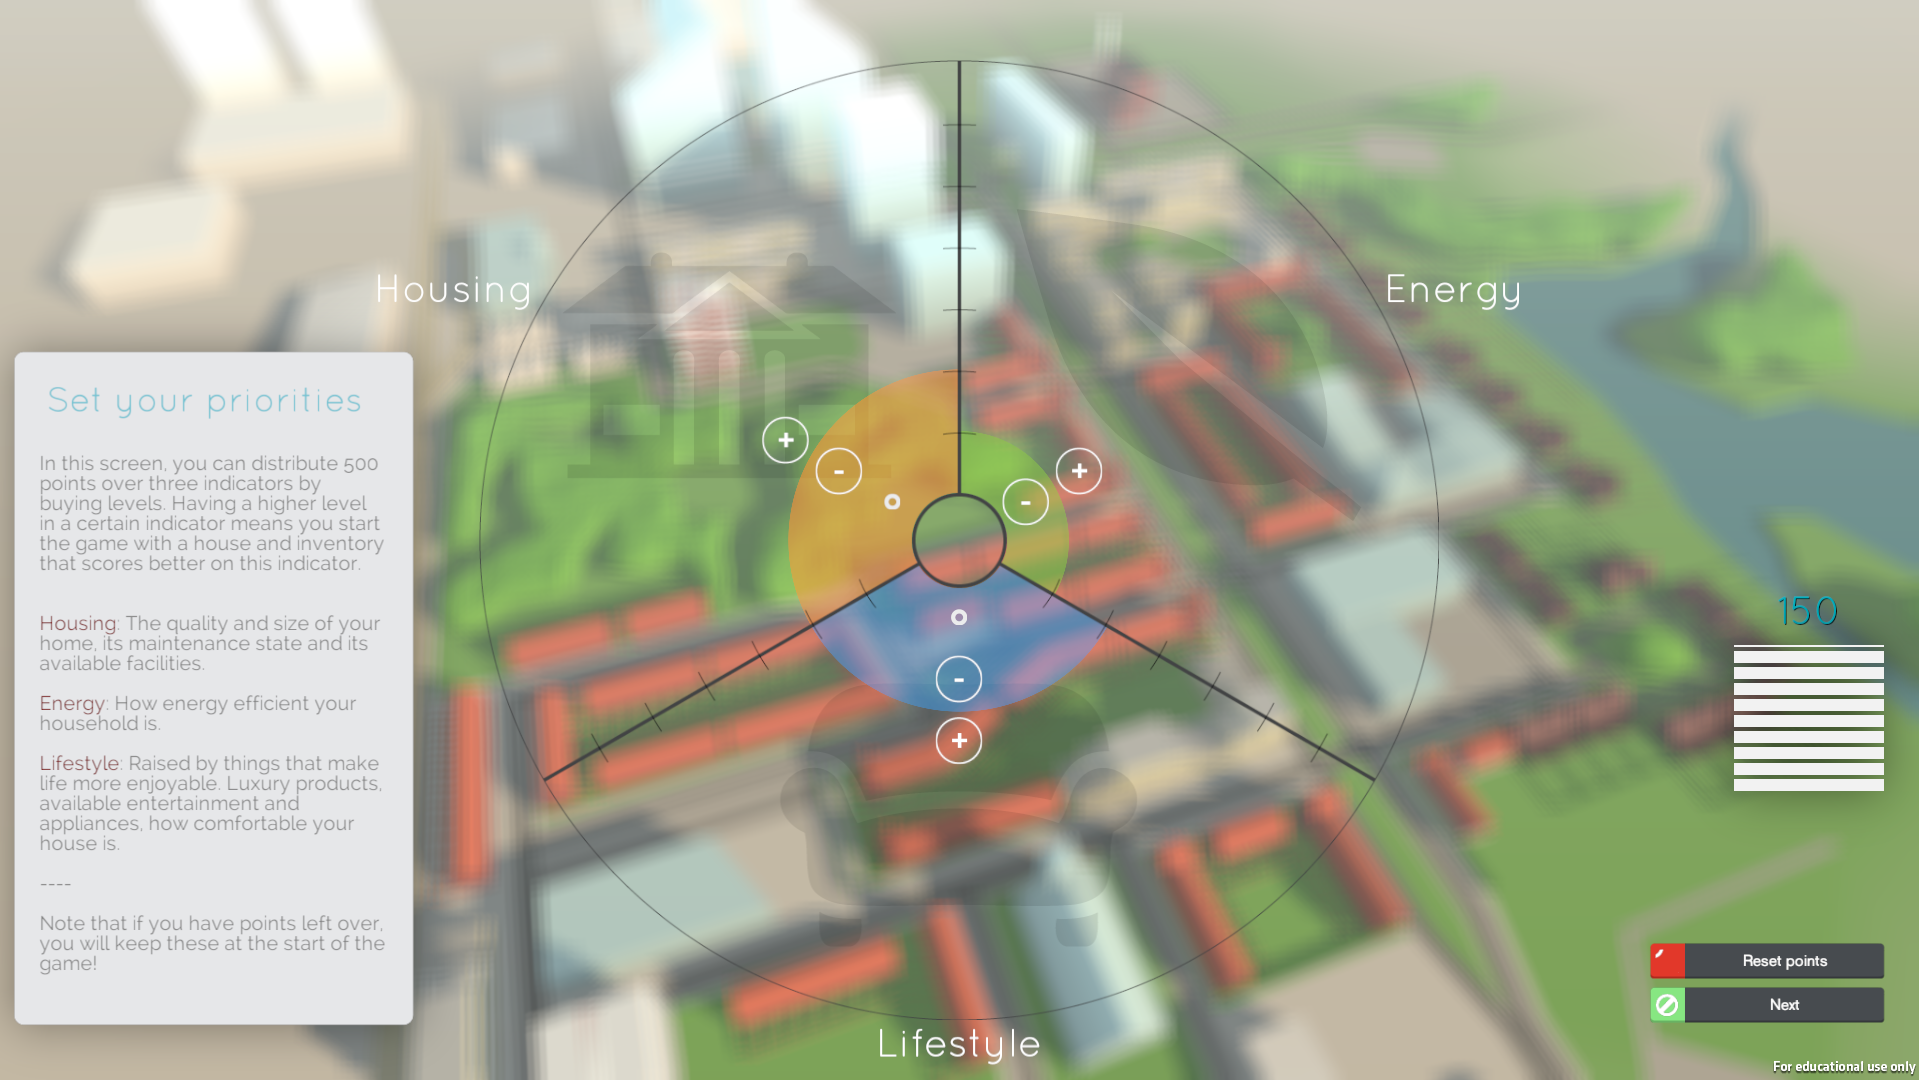 Housing
Energy
Set your priorities
In this screen, you can distribute 500
points over three indicators by
buying levels. Having a higher level
in a certain indicator means you start
the game with a house and inventory
that scores better on this indicator.
Housing: The quality and size of your
home, its maintenance state and its
available facilities.
Energy: How energy efficient your
household is.
Lifestyle: Raised by things that make
life more enjoyable. Luxury products,
available entertainment and
appliances, how comfortable your
house is.
----
Note that if you have points left over,
you will keep these at the start of the
game!
+
-
+
-
-
+
150
Reset points
Next
Lifestyle
For educational use only